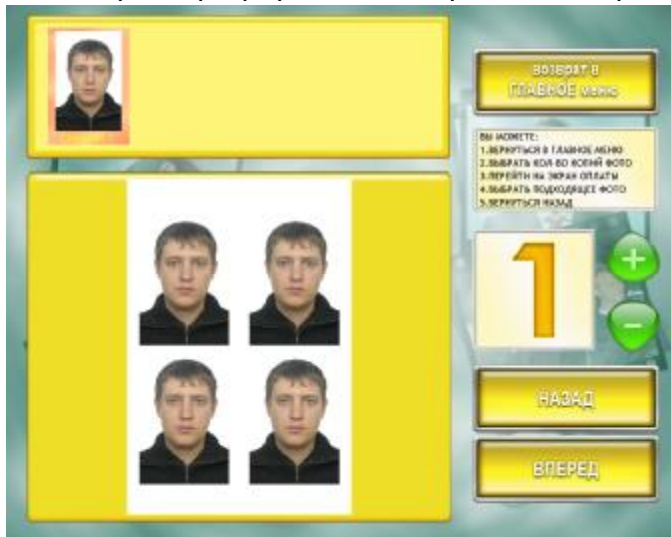 ВОЗВРАТ В
ГЛАВНОЕ меню
ВЫ МОЖЕТЕ:
1.ВЕРНУТЬСЯ В ГЛАВНОЕ МЕНЮ
2.ВЫБРАТЬ КОЛ-ВО КОПИЙ ФОТО
3.ПЕРЕЙТИ НА ЭКРАН ОПЛАТЫ
4.ВЫБРАТЬ ПОДХОДЯЩЕЕ ФОТО
5.ВЕРНУТЬСЯ НАЗАД
1
+
-
НАЗАД
ВПЕРЕД